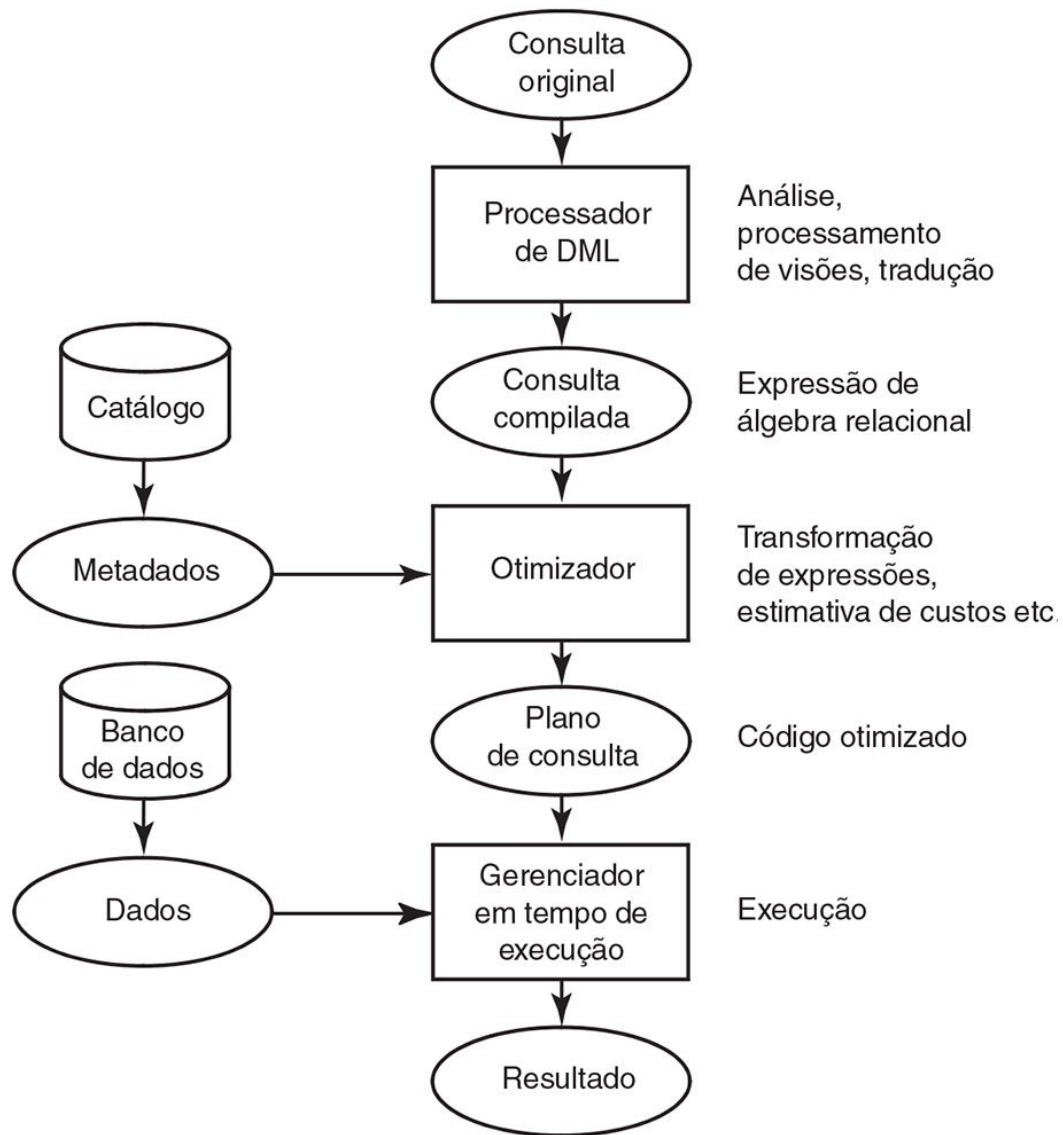 Consulta
original
Processador
de DML
Análise,
processamento
de visões, tradução
Catálogo
Consulta
compilada
Expressão de
álgebra relacional
Metadados
Otimizador
Transformação
de expressões,
estimativa de custos etc.
Banco
de dados
Plano
de consulta
Código otimizado
Dados
Gerenciador
em tempo de
execução
Execução
Resultado